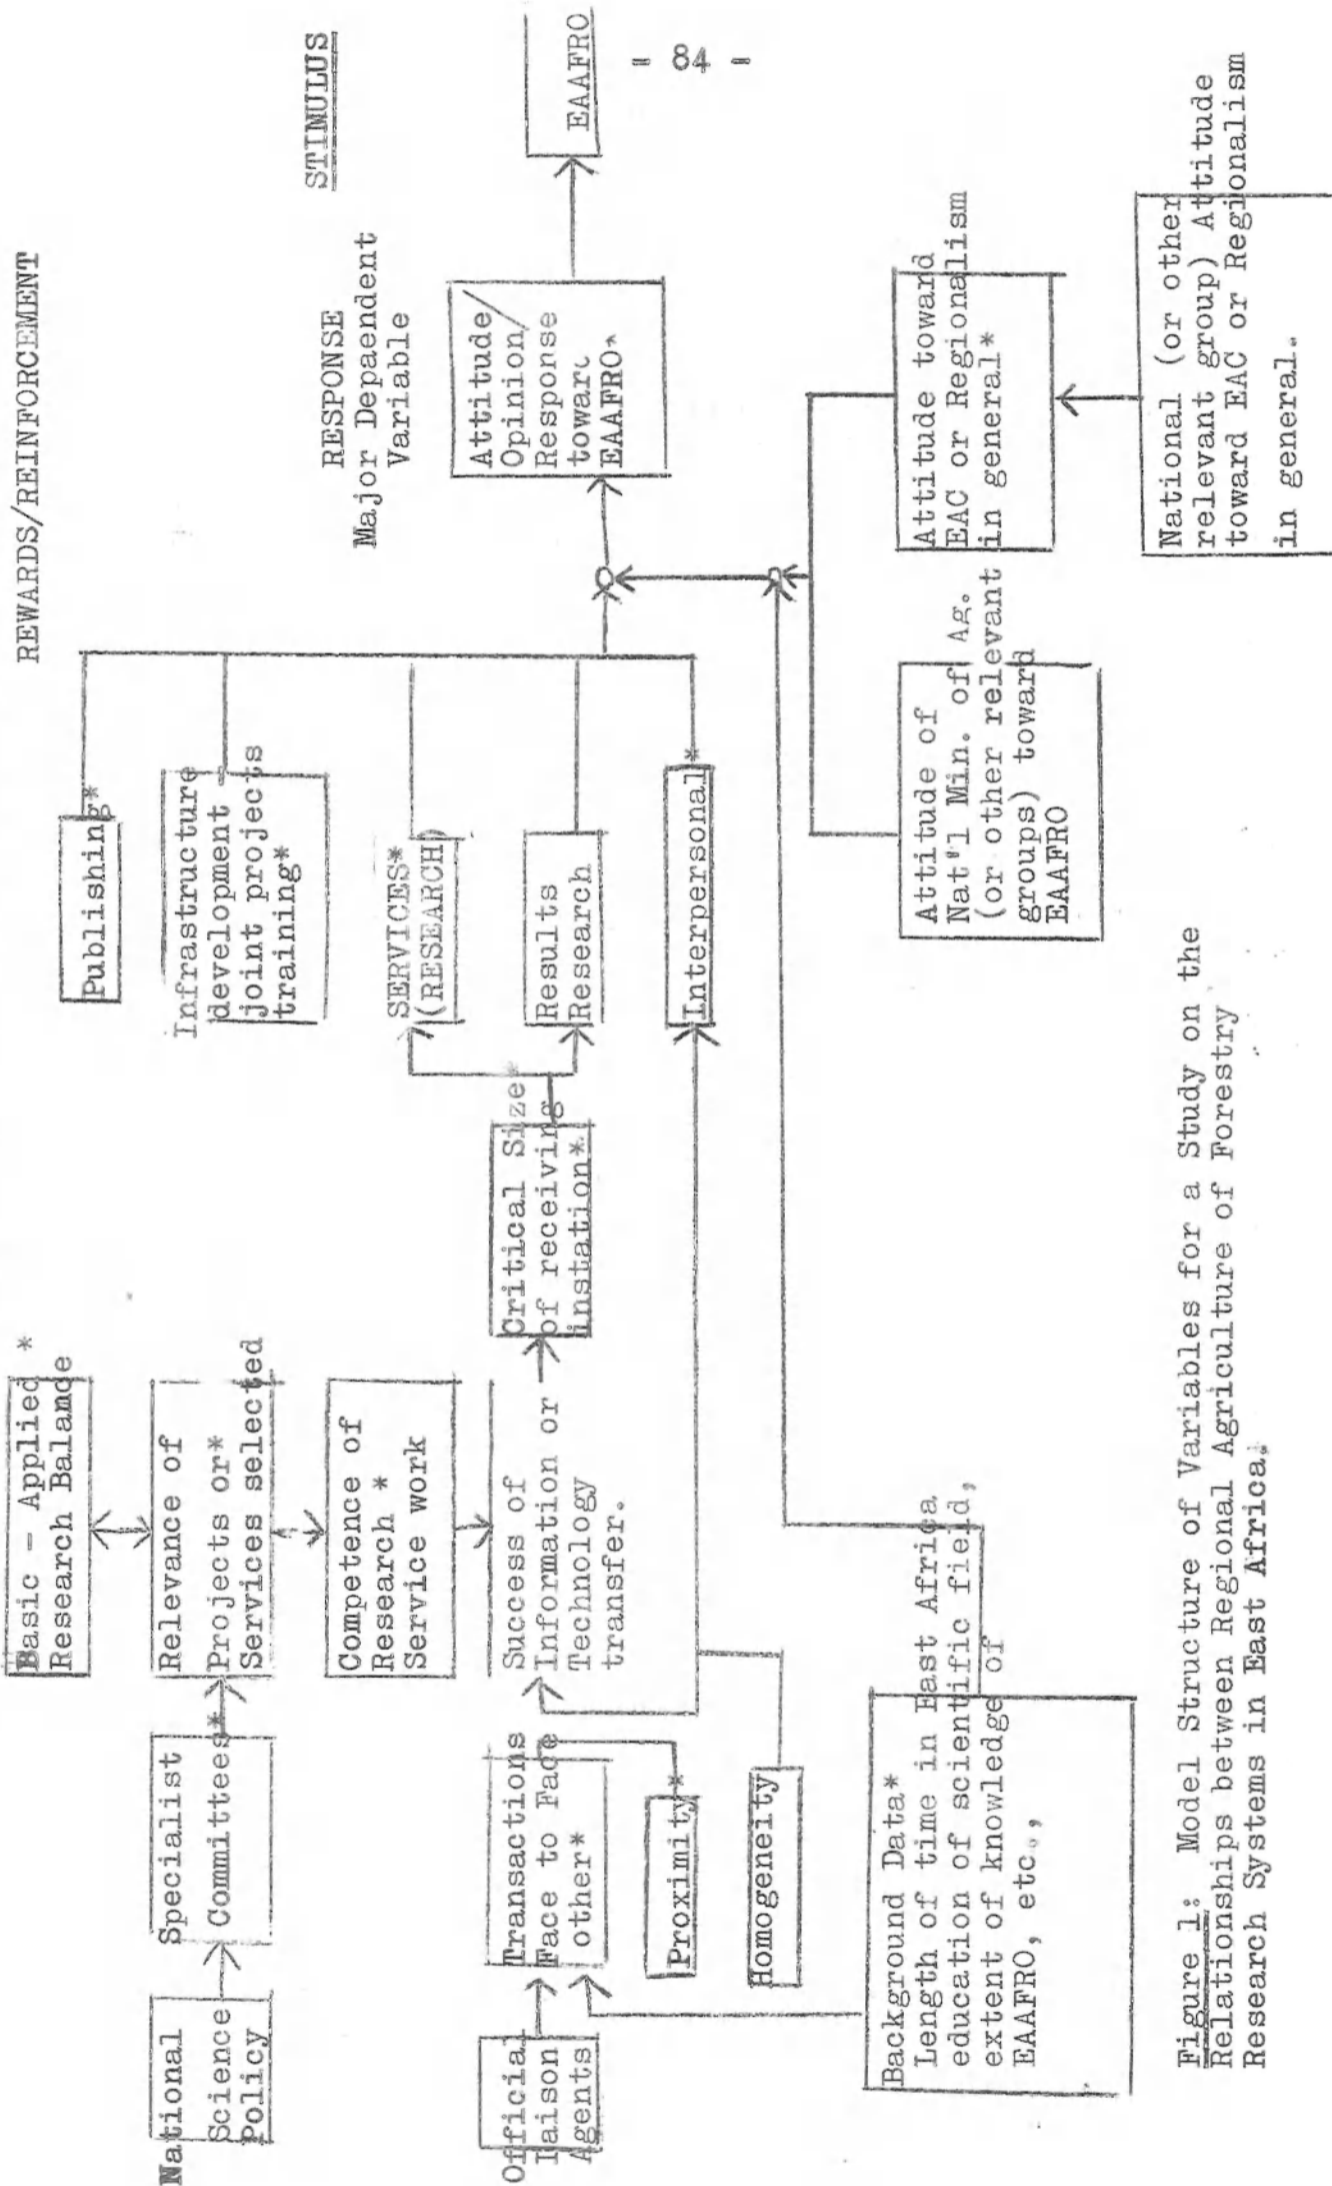 - 84 -
REWARDS/REINFORCEMENT
STIMULUS
RESPONSE
Major Depaendent
Variable
Basic - Applied *
Research Balance
National
Science
Policy
Specialist
Committees*
Relevance of
Projects or*
Services selected
Competence of
Research *
Service work
Publishing*
Infrastructure
development
joint projects
training*
SERVICES*
(RESEARCH)
Results
Research
Interpersonal*
Attitude/
Opinion/
Response
toward
EAAFRO*
EAAFRO
Official
Liaison
Agents
Transactions
Face to Face
other*
Success of
Information or
Technology
transfer.
Critical Size*
of receiving
instation*
Proximity*
Homogeneity
Background Data*
Length of time in East Africa
education of scientific field,
extent of knowledge of
EAAFRO, etc.,
Attitude of
Nat'l Min. of Ag.
(or other relevant
groups) toward
EAAFRO
Attitude toward
EAC or Regionalism
in general*
National (or other
relevant group) Attitude
toward EAC or Regionalism
in general.
Figure 1: Model Structure of Variables for a Study on the
Relationships between Regional Agriculture of Forestry
Research Systems in East Africa.